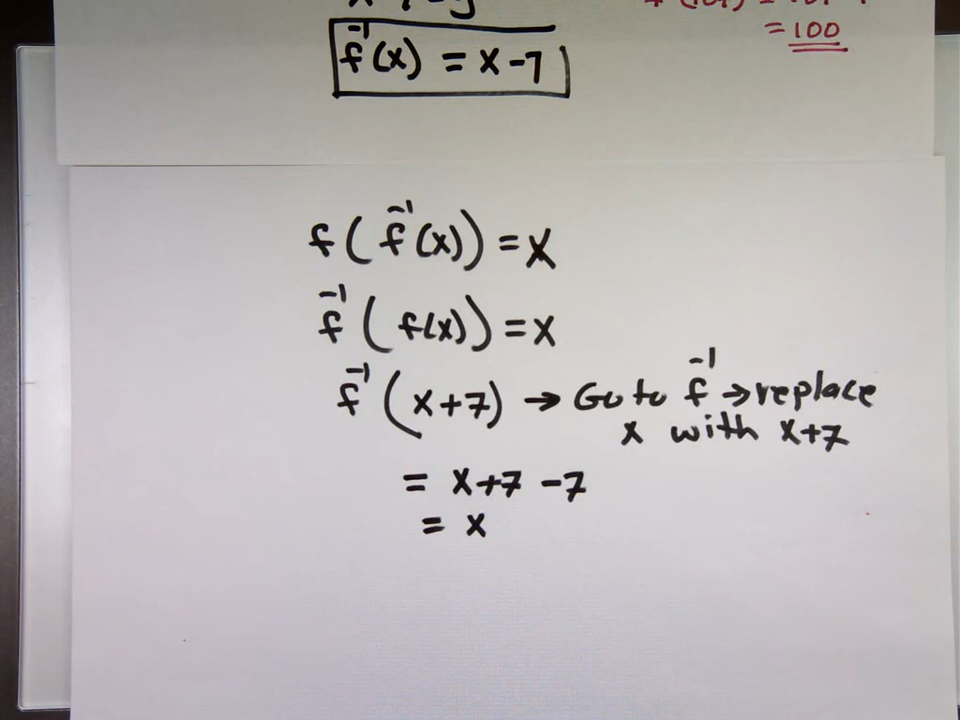 f⁻¹(x) = x-7
= 100
f(f⁻¹(x)) = x
f⁻¹(f(x)) = x
f⁻¹(x+7) → Go to f⁻¹ → replace
x with x+7
= x+7-7
= x